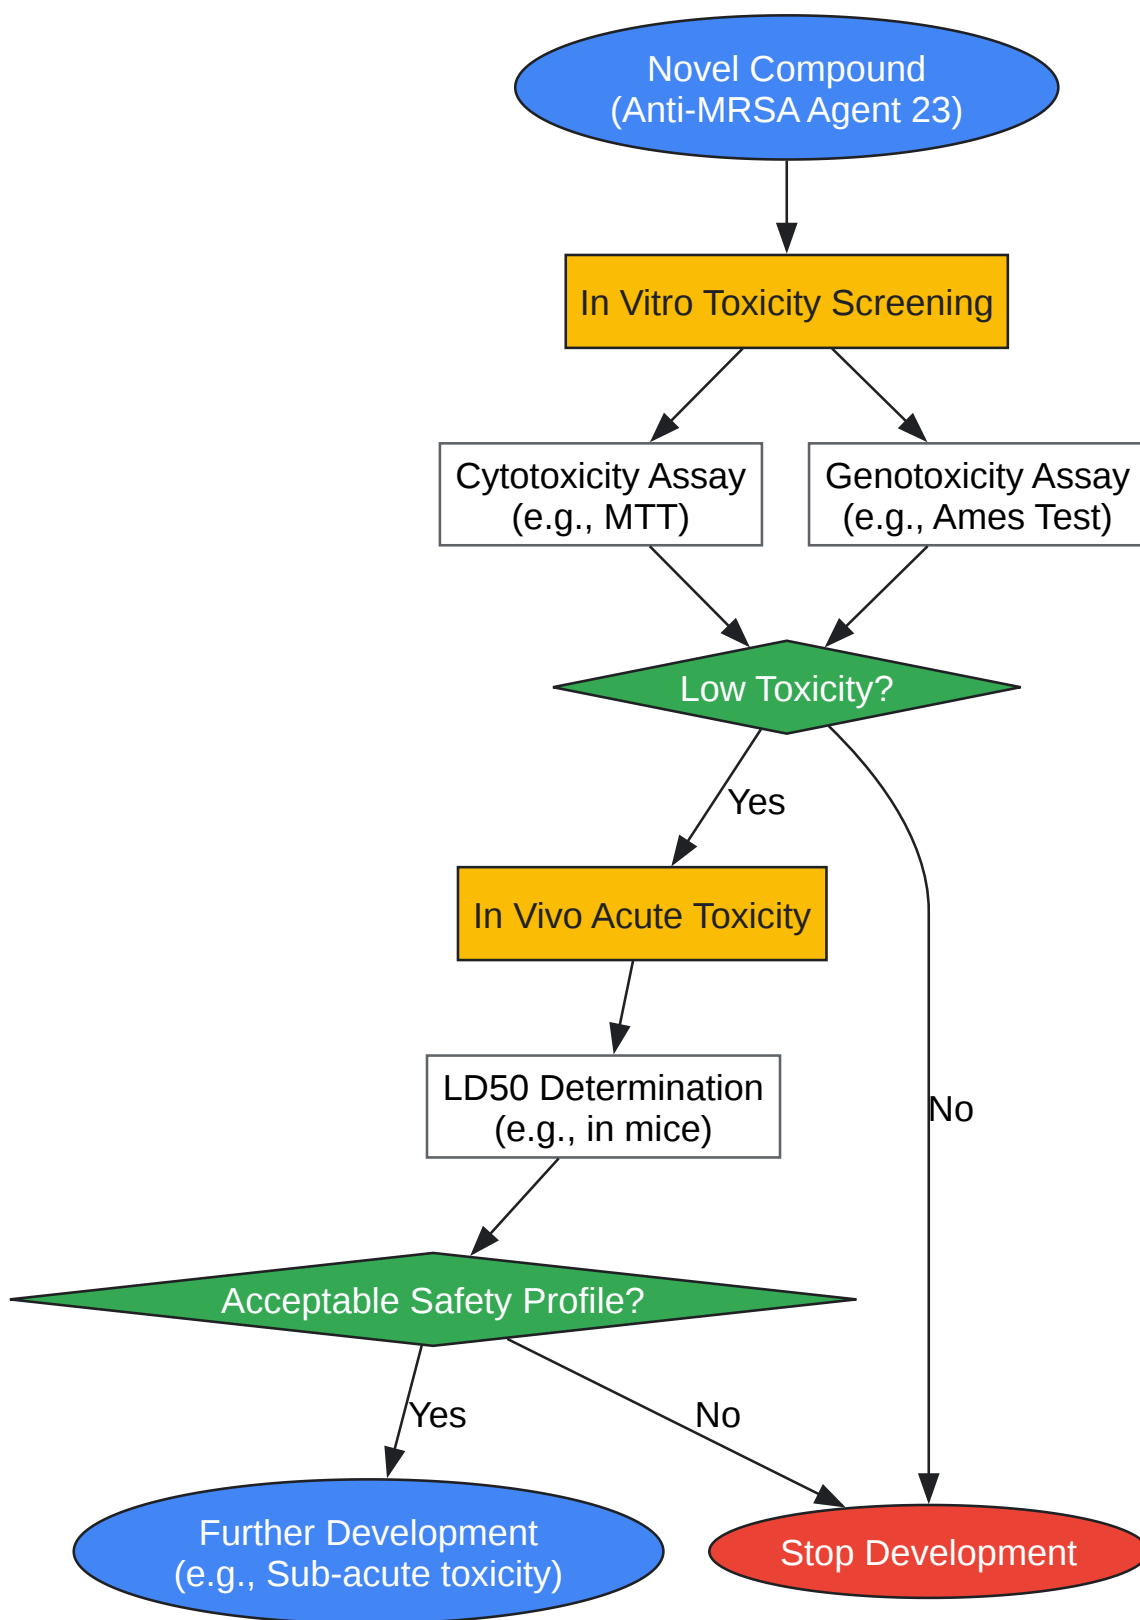 Novel Compound
(Anti-MRSA Agent 23)
In Vitro Toxicity Screening
Cytotoxicity Assay
(e.g., MTT)
Genotoxicity Assay
(e.g., Ames Test)
Low Toxicity?
Yes
In Vivo Acute Toxicity
LD50 Determination
(e.g., in mice)
No
Acceptable Safety Profile?
Yes
No
Further Development
(e.g., Sub-acute toxicity)
Stop Development